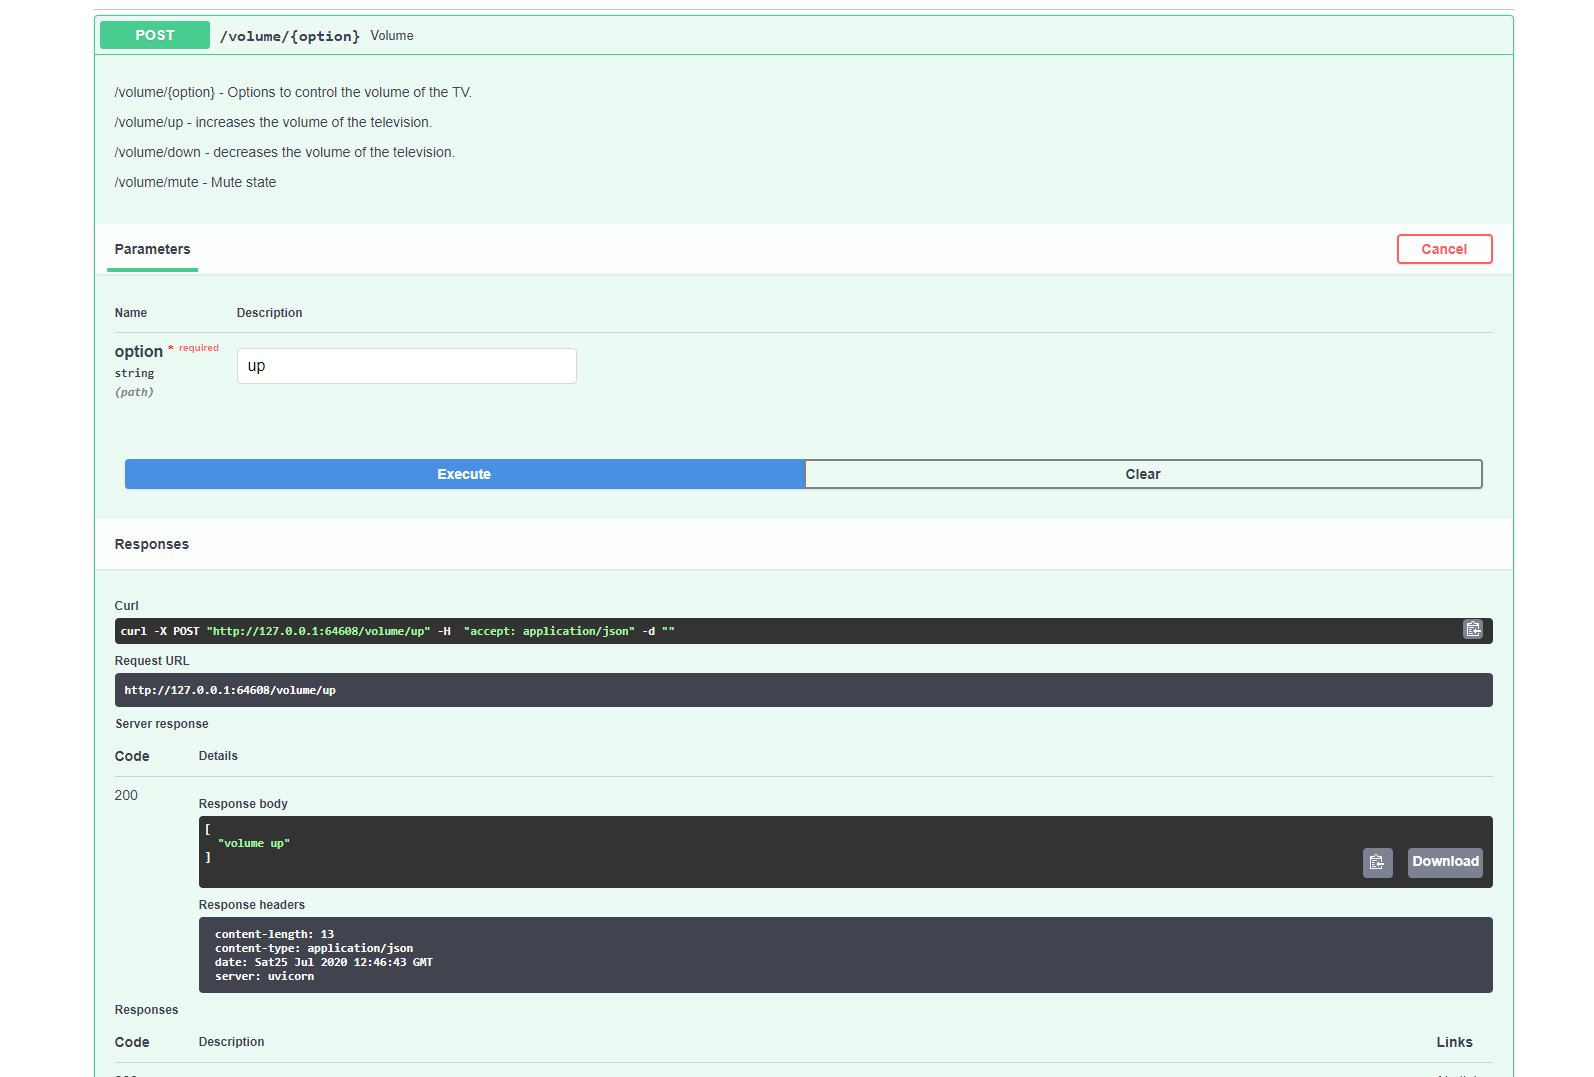 POST /volume/{option} Volume
/volume/{option} - Options to control the volume of the TV.
/volume/up - increases the volume of the television.
/volume/down - decreases the volume of the television.
/volume/mute - Mute state
Parameters Cancel
Name Description
option * required
string
(path)
up
Execute Clear
Responses
Curl
curl -X POST "http://127.0.0.1:64608/volume/up" -H  "accept: application/json" -d ""
Request URL
http://127.0.0.1:64608/volume/up
Server response
Code Details
200
Response body
[
  "volume up"
]
Download
Response headers
content-length: 13
content-type: application/json
date: Sat25 Jul 2020 12:46:43 GMT
server: uvicorn
Responses
Code Description Links